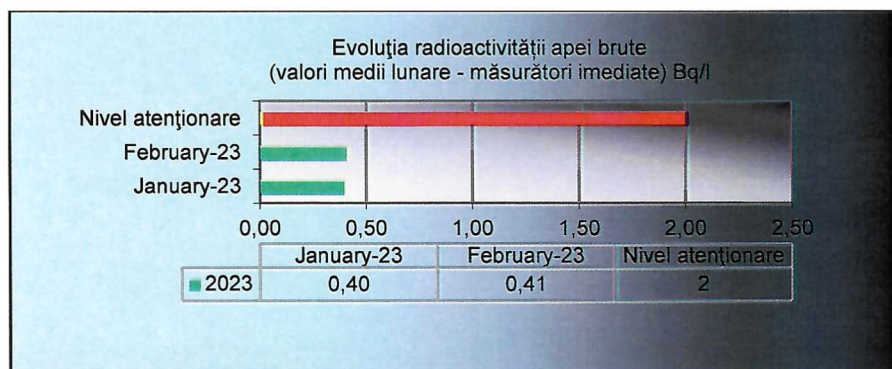 Evoluţia radioactivităţii apei brute
(valori medii lunare - măsurători imediate) Bq/l
Nivel atenţionare
February-23
January-23
0,00 0,50 1,00 1,50 2,00 2,50
January-23 February-23 Nivel atenţionare
2023 0,40 0,41 2